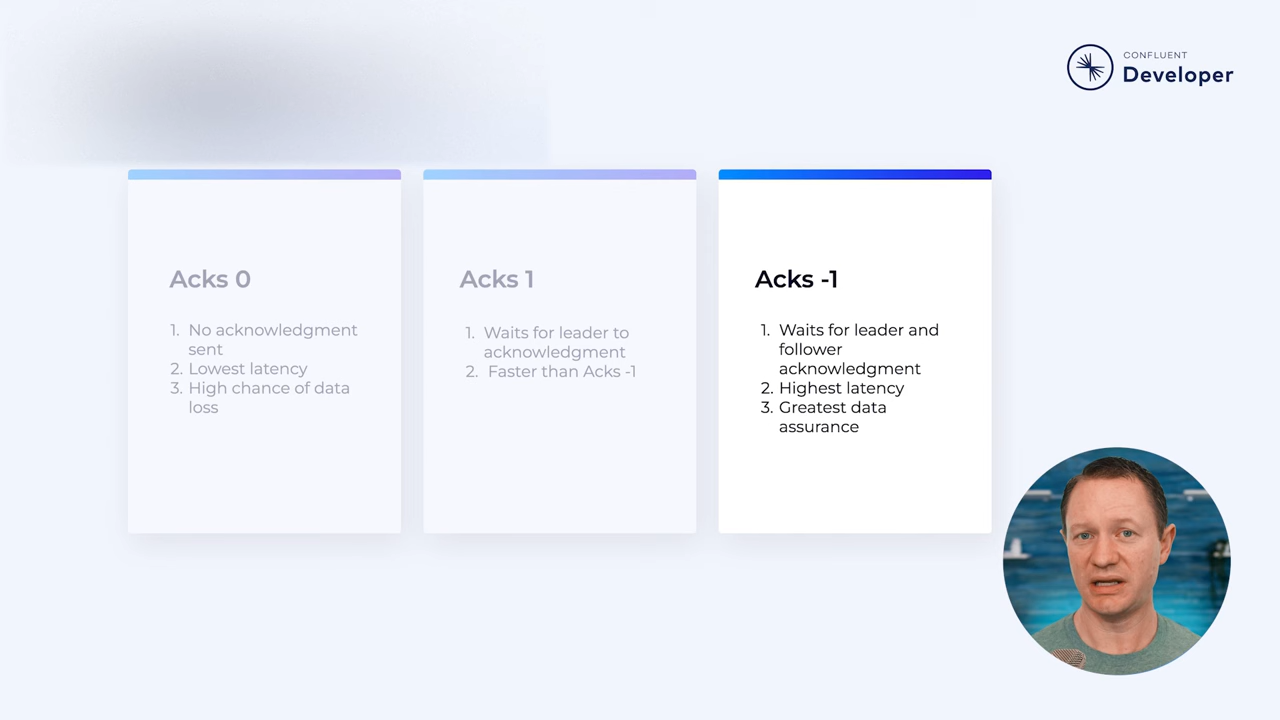 CONFLUENT
Developer
Acks 0
1. No acknowledgment
sent
2. Lowest latency
3. High chance of data
loss
Acks 1
1. Waits for leader to
acknowledgment
2. Faster than Acks -1
Acks -1
1. Waits for leader and
follower
acknowledgment
2. Highest latency
3. Greatest data
assurance